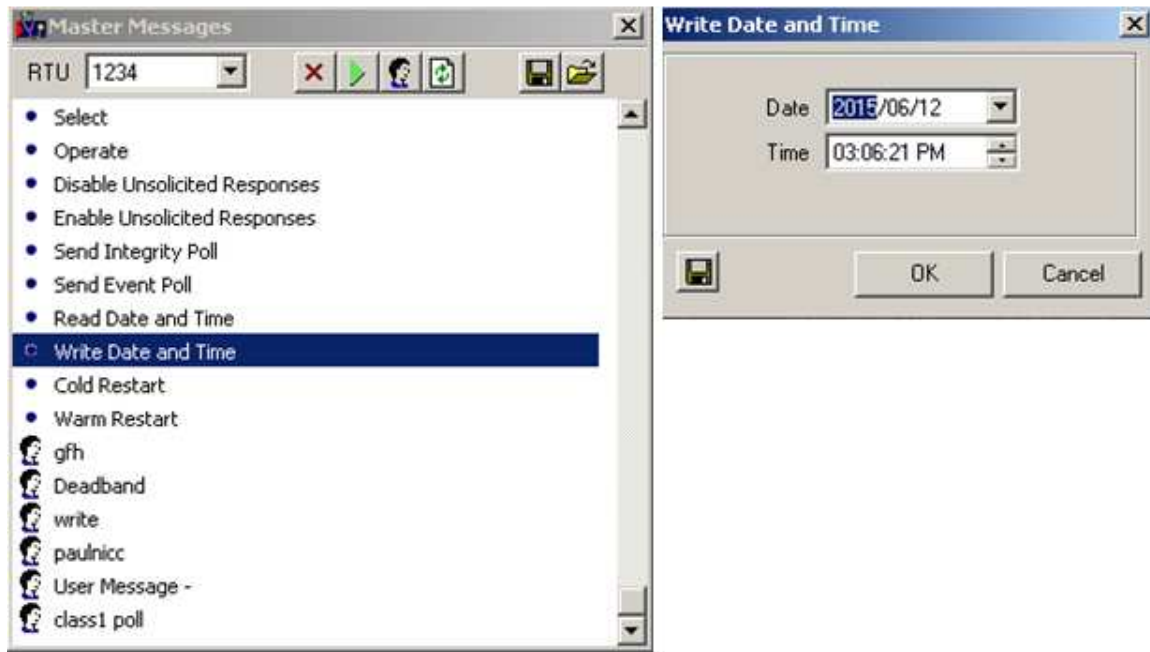 Master Messages
RTU 1234
Select
Operate
Disable Unsolicited Responses
Enable Unsolicited Responses
Send Integrity Poll
Send Event Poll
Read Date and Time
Write Date and Time
Cold Restart
Warm Restart
gfh
Deadband
write
paulnicc
User Message -
class1 poll
Write Date and Time
Date 2015/06/12
Time 03:06:21 PM
OK Cancel